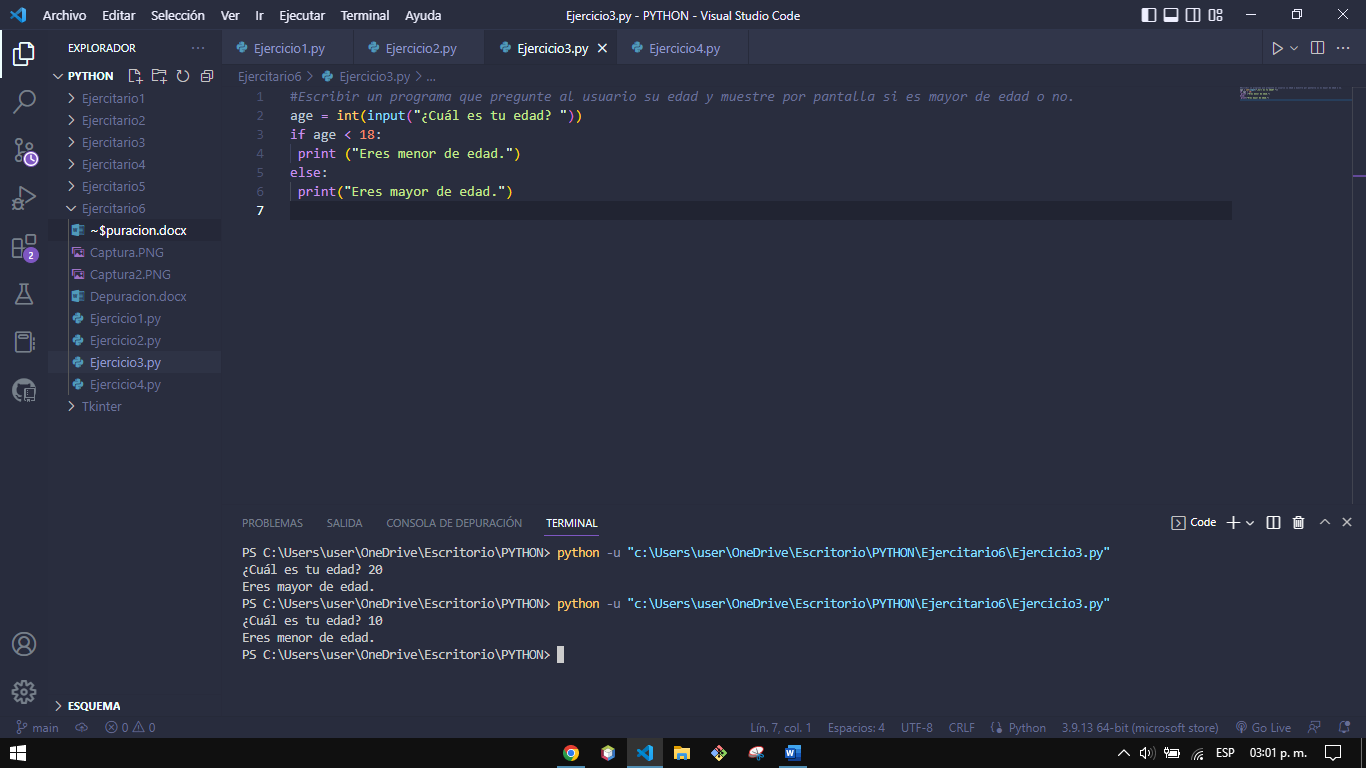 Archivo Editar Selección Ver Ir Ejecutar Terminal Ayuda
Ejercicio3.py - PYTHON - Visual Studio Code
EXPLORADOR
PYTHON
Ejercitario1
Ejercitario2
Ejercitario3
Ejercitario4
Ejercitario5
Ejercitario6
~$puracion.docx
Captura.PNG
Captura2.PNG
Depuracion.docx
Ejercicio1.py
Ejercicio2.py
Ejercicio3.py
Ejercicio4.py
Tkinter
ESQUEMA
2
Ejercicio1.py Ejercicio2.py Ejercicio3.py Ejercicio4.py
Ejercitario6 > Ejercicio3.py > ...
1 #Escribir un programa que pregunte al usuario su edad y muestre por pantalla si es mayor de edad o no.
2 age = int(input("¿Cuál es tu edad? "))
3 if age < 18:
4 print ("Eres menor de edad.")
5 else:
6 print("Eres mayor de edad.")
7
PROBLEMAS SALIDA CONSOLA DE DEPURACIÓN TERMINAL
Code
PS C:\Users\user\OneDrive\Escritorio\PYTHON> python -u "c:\Users\user\OneDrive\Escritorio\PYTHON\Ejercitario6\Ejercicio3.py"
¿Cuál es tu edad? 20
Eres mayor de edad.
PS C:\Users\user\OneDrive\Escritorio\PYTHON> python -u "c:\Users\user\OneDrive\Escritorio\PYTHON\Ejercitario6\Ejercicio3.py"
¿Cuál es tu edad? 10
Eres menor de edad.
PS C:\Users\user\OneDrive\Escritorio\PYTHON>
main 0 0 Lín. 7, col. 1 Espacios: 4 UTF-8 CRLF Python 3.9.13 64-bit (microsoft store) Go Live
ESP 03:01 p. m.